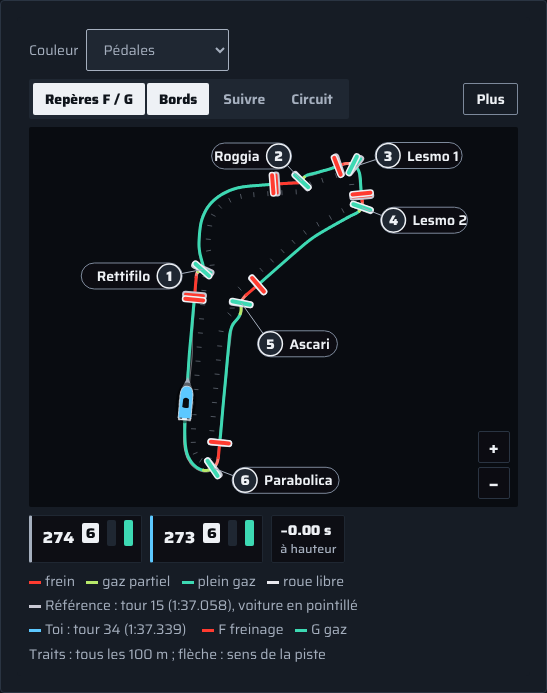 Couleur Pédales
Repères F / G Bords Suivre Circuit Plus
Roggia 2
3 Lesmo 1
4 Lesmo 2
Rettifilo 1
5 Ascari
6 Parabolica
+
−
274 6 273 6 -0.00 s
à hauteur
frein gaz partiel plein gaz roue libre
Référence : tour 15 (1:37.058), voiture en pointillé
Toi : tour 34 (1:37.339) F freinage G gaz
Traits : tous les 100 m ; flèche : sens de la piste